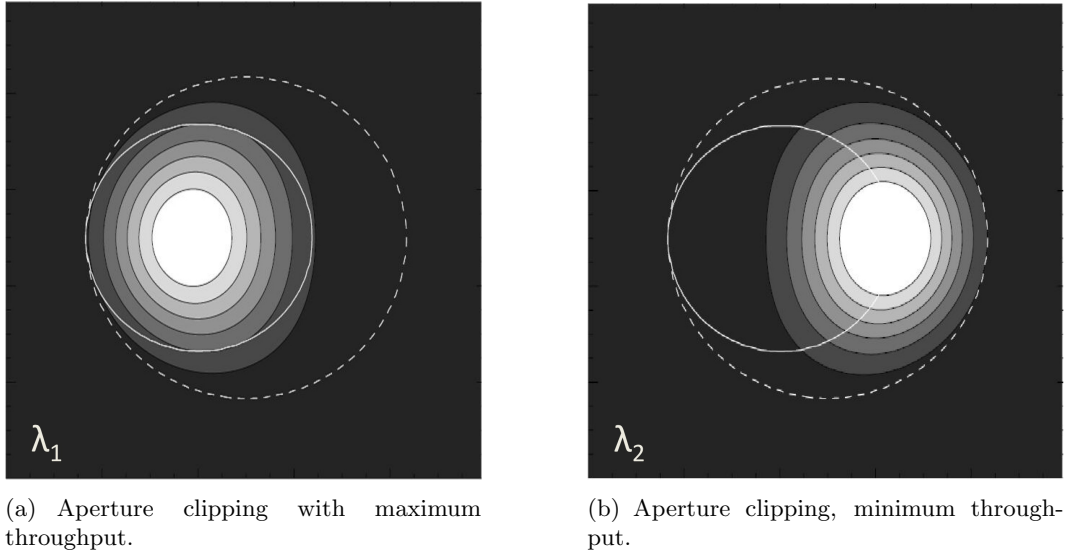 λ1
λ2
(a) Aperture clipping with maximum
throughput.
(b) Aperture clipping, minimum through-
put.